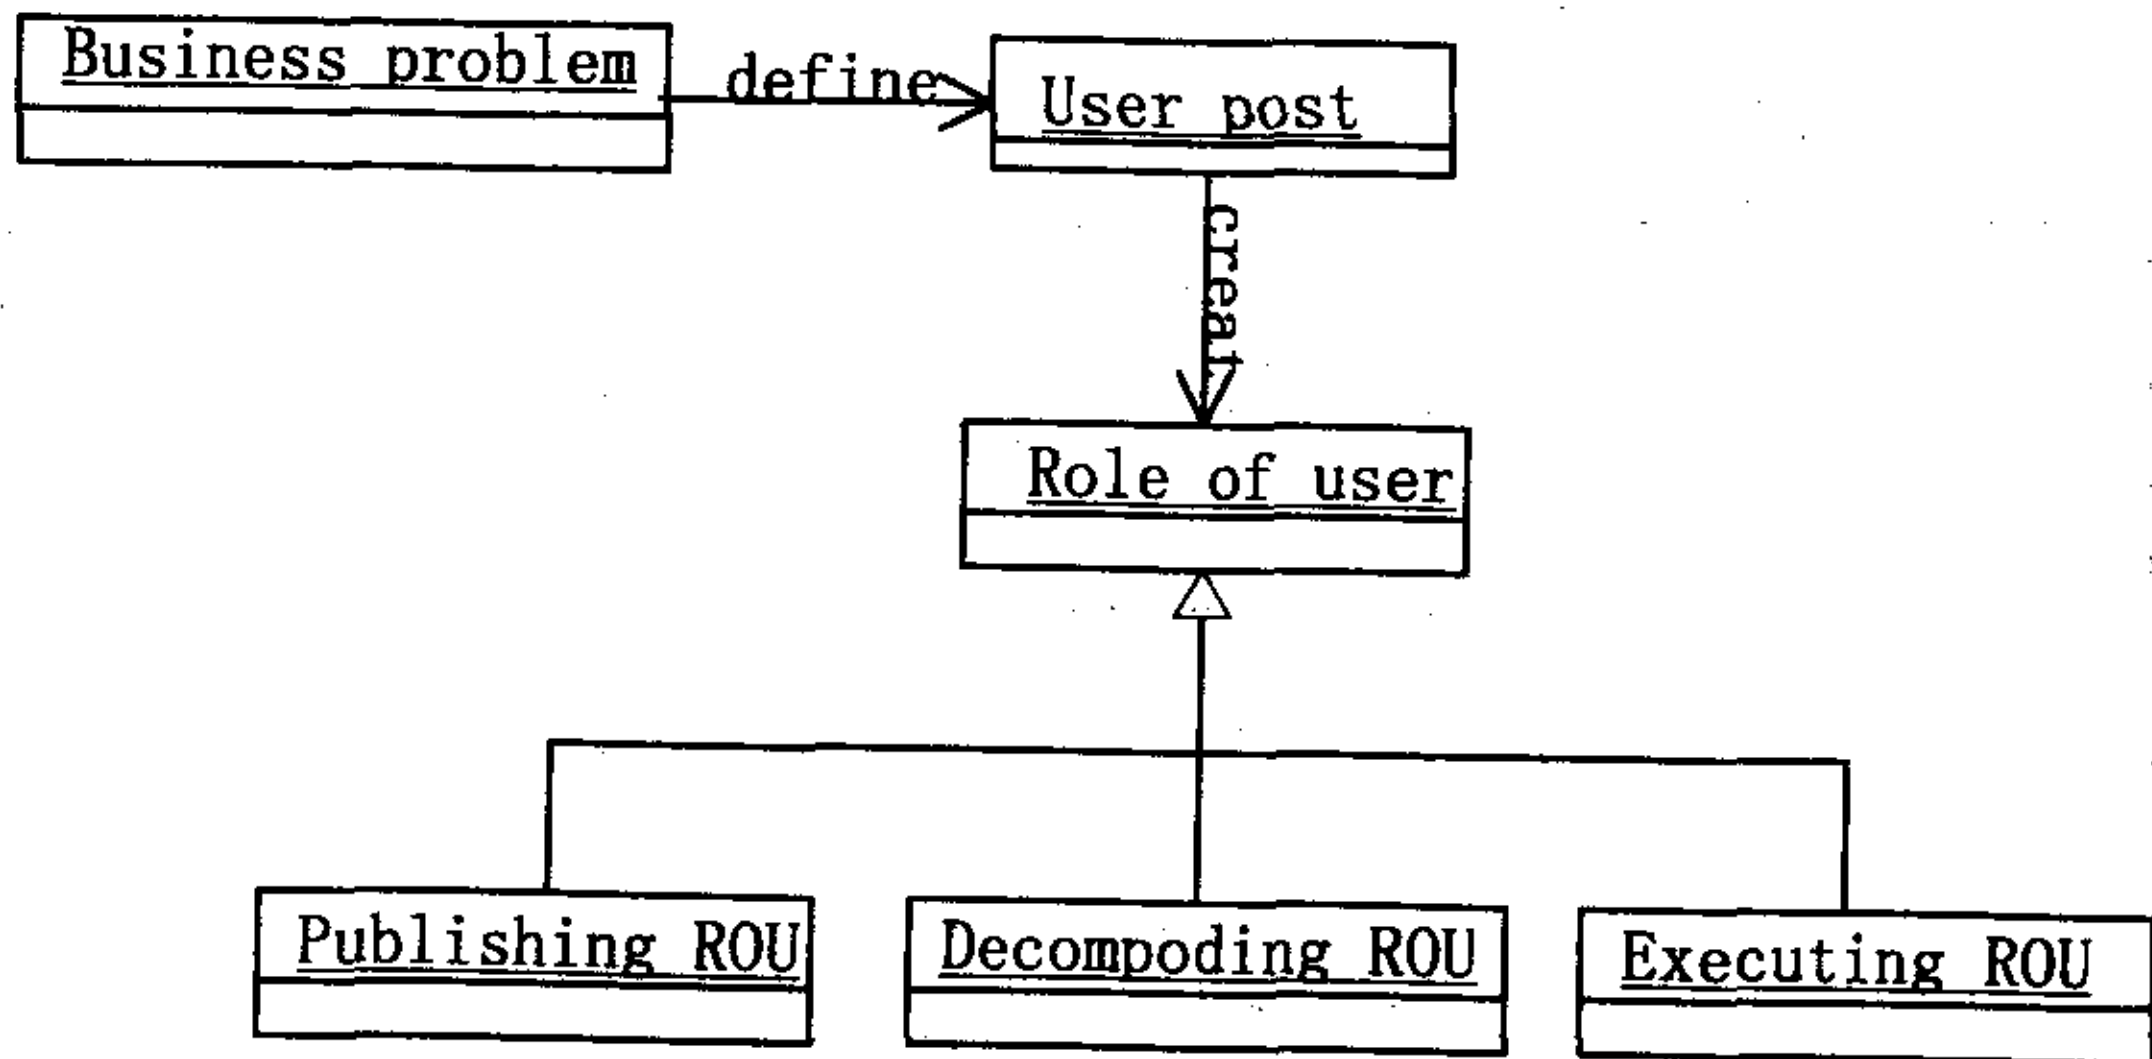 Business problem
define
User post
creat
Role of user
Publishing ROU
Decompoding ROU
Executing ROU